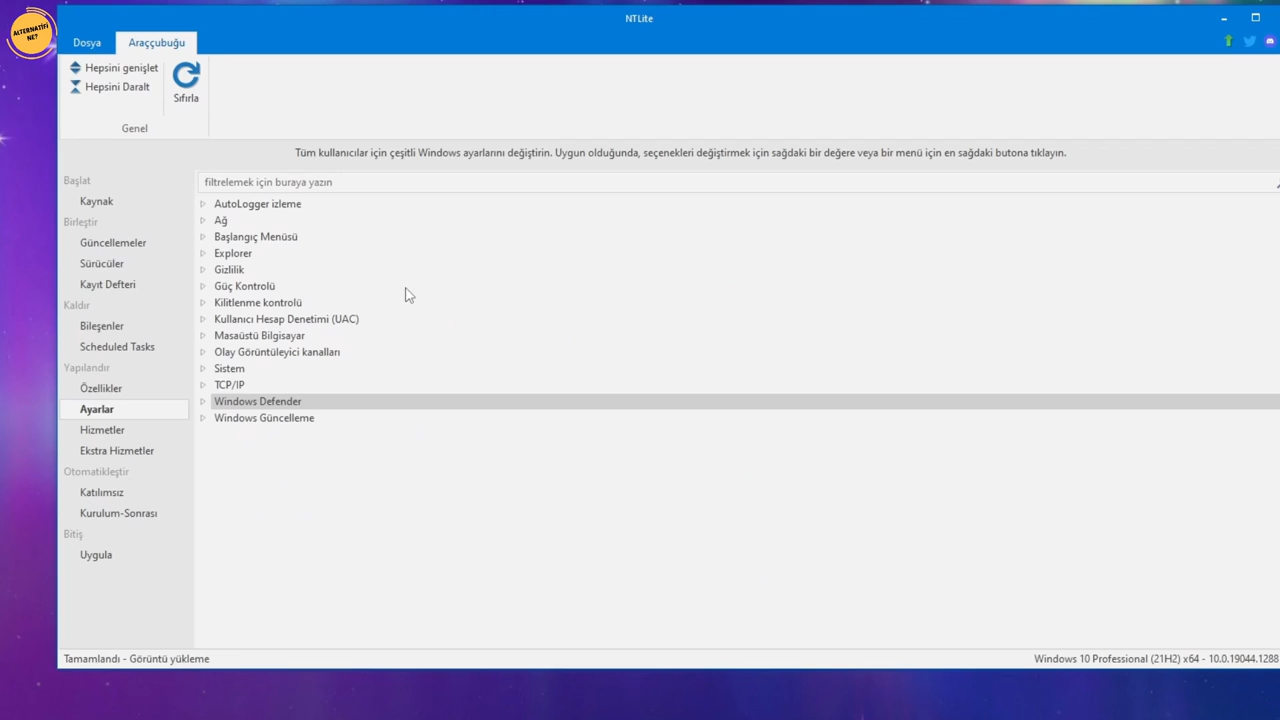 ALTERNATİFİ
NE?
NTLite
Dosya
Araççubuğu
Hepsini genişlet
Hepsini Daralt
Sıfırla
Genel
Tüm kullanıcılar için çeşitli Windows ayarlarını değiştirin. Uygun olduğunda, seçenekleri değiştirmek için sağdaki bir değere veya bir menü için en sağdaki butona tıklayın.
Başlat
Kaynak
Birleştir
Güncellemeler
Sürücüler
Kayıt Defteri
Kaldır
Bileşenler
Scheduled Tasks
Yapılandır
Özellikler
Ayarlar
Hizmetler
Ekstra Hizmetler
Otomatikleştir
Katılımsız
Kurulum-Sonrası
Bitiş
Uygula
filtrelemek için buraya yazın
AutoLogger izleme
Ağ
Başlangıç Menüsü
Explorer
Gizlilik
Güç Kontrolü
Kilitlenme kontrolü
Kullanıcı Hesap Denetimi (UAC)
Masaüstü Bilgisayar
Olay Görüntüleyici kanalları
Sistem
TCP/IP
Windows Defender
Windows Güncelleme
Tamamlandı - Görüntü yükleme
Windows 10 Professional (21H2) x64 - 10.0.19044.1288